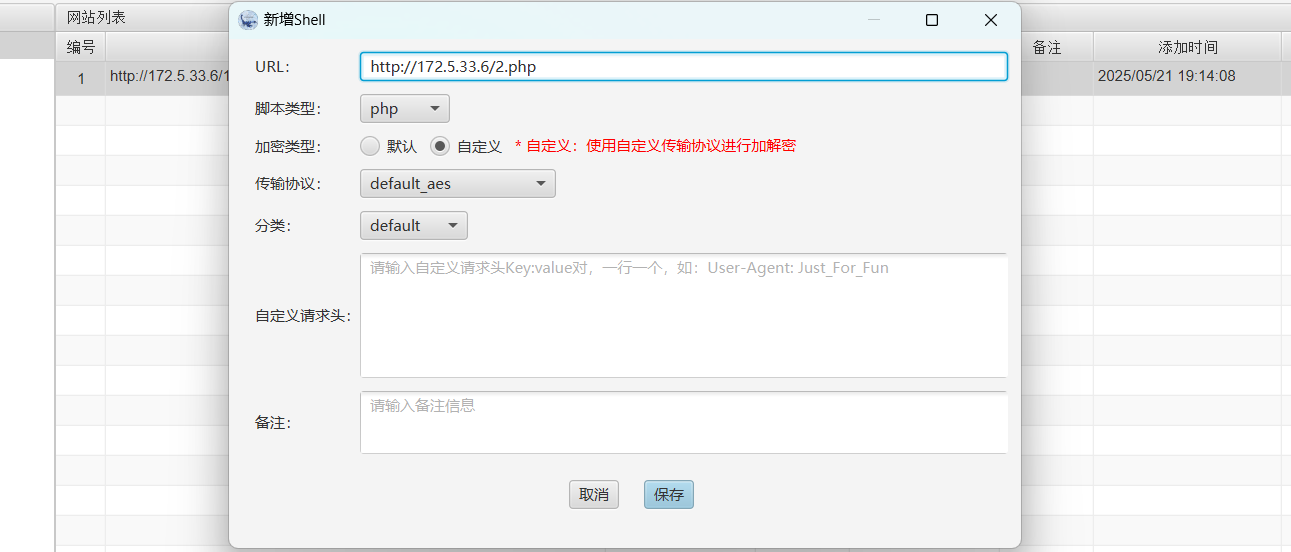 网站列表
新增Shell
编号
备注
添加时间
1
http://172.5.33.6/1
2025/05/21 19:14:08
URL:
http://172.5.33.6/2.php
脚本类型:
php
加密类型:
默认
自定义
* 自定义：使用自定义传输协议进行加解密
传输协议:
default_aes
分类:
default
自定义请求头:
请输入自定义请求头Key:value对，一行一个，如：User-Agent: Just_For_Fun
备注:
请输入备注信息
取消
保存